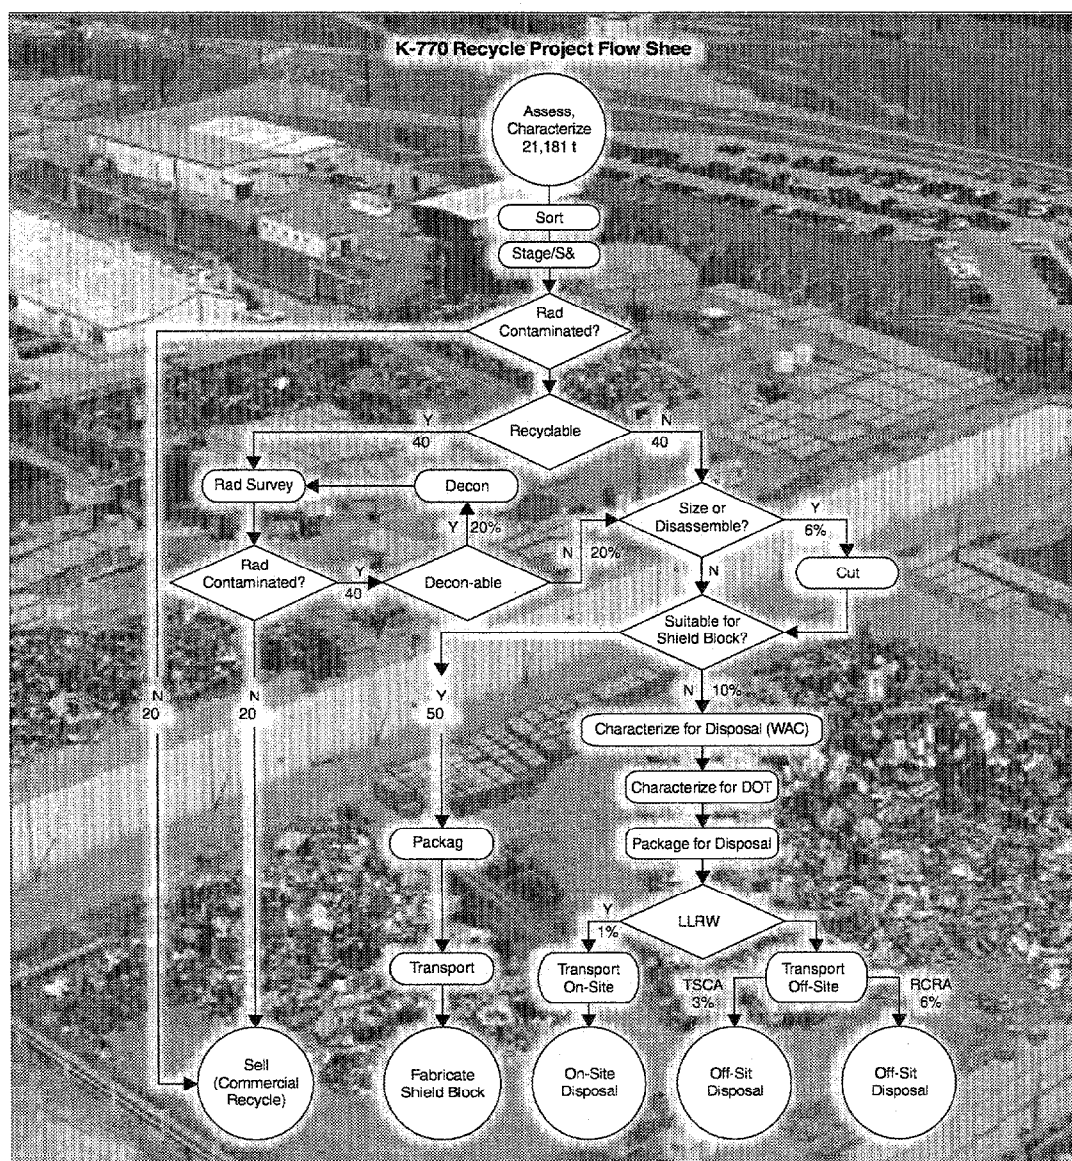 K-770 Recycle Project Flow Shee
Assess,
Characterize
21,181 t
Sort
Stage/S&
Rad
Contaminated?
Recyclable
Y
40
N
40
Rad Survey
Decon
Size or
Disassemble?
Y
6%
Y
20%
N
20%
Rad
Contaminated?
Y
40
Decon-able
N
Cut
Suitable for
Shield Block?
N
20
N
20
Y
50
N
10%
Characterize for Disposal (WAC)
Characterize for DOT
Packag
Package for Disposal
LLRW
Y
1%
Transport
Transport
On-Site
Transport
Off-Site
TSCA
3%
RCRA
6%
Sell
(Commercial
Recycle)
Fabricate
Shield Block
On-Site
Disposal
Off-Sit
Disposal
Off-Sit
Disposal